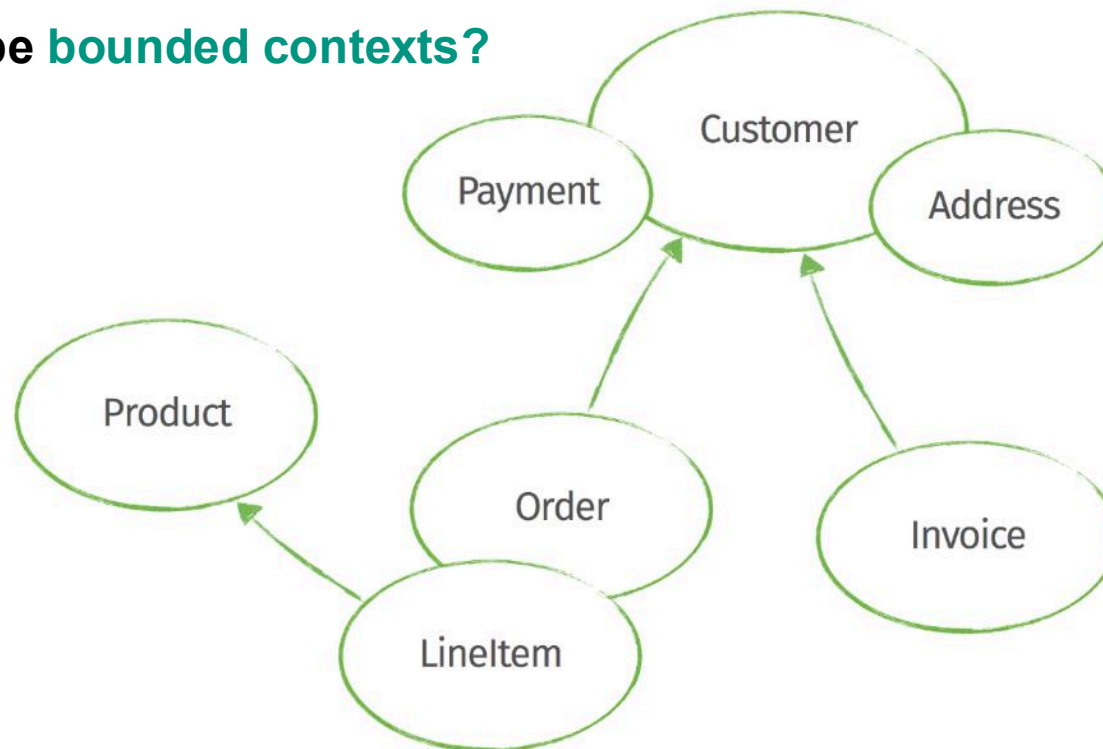 be bounded contexts?
Customer
Payment
Address
Product
Order
Invoice
LineItem